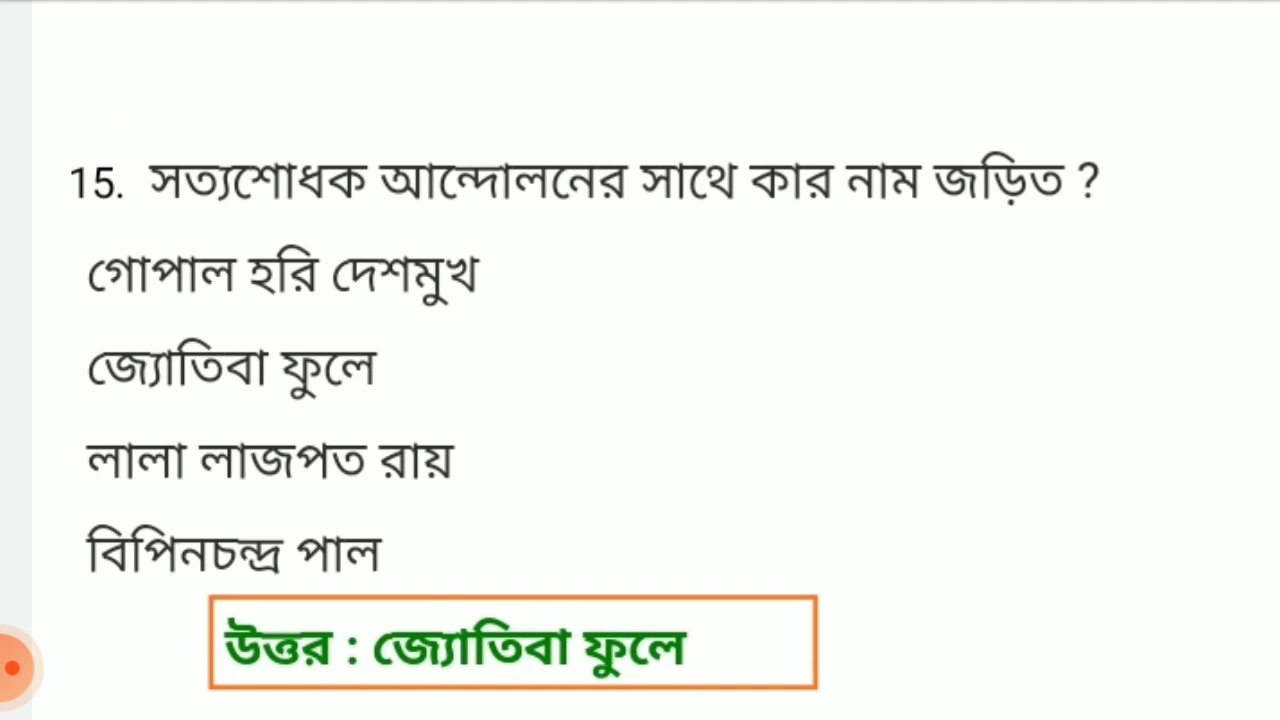 15. সত্যশোধক আন্দোলনের সাথে কার নাম জড়িত ?
গোপাল হরি দেশমুখ
জ্যোতিবা ফুলে
লালা লাজপত রায়
বিপিনচন্দ্র পাল
উত্তর : জ্যোতিবা ফুলে